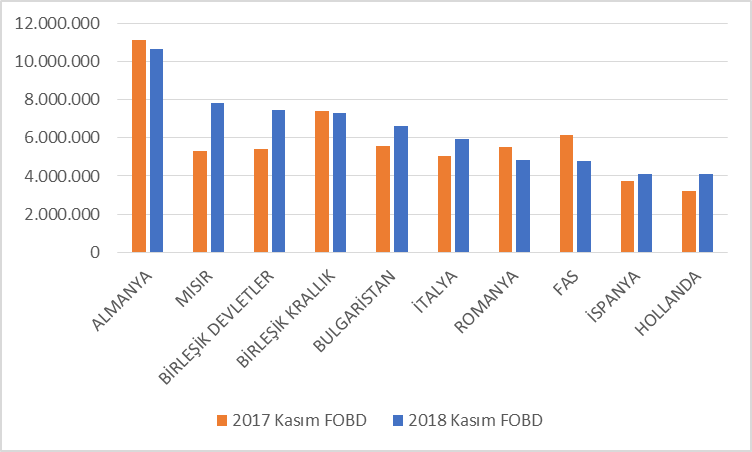 12.000.000
10.000.000
8.000.000
6.000.000
4.000.000
2.000.000
0
ALMANYA
MISIR
BİRLEŞİK DEVLETLER
BİRLEŞİK KRALLIK
BULGARİSTAN
İTALYA
ROMANYA
FAS
İSPANYA
HOLLANDA
2017 Kasım FOBD
2018 Kasım FOBD